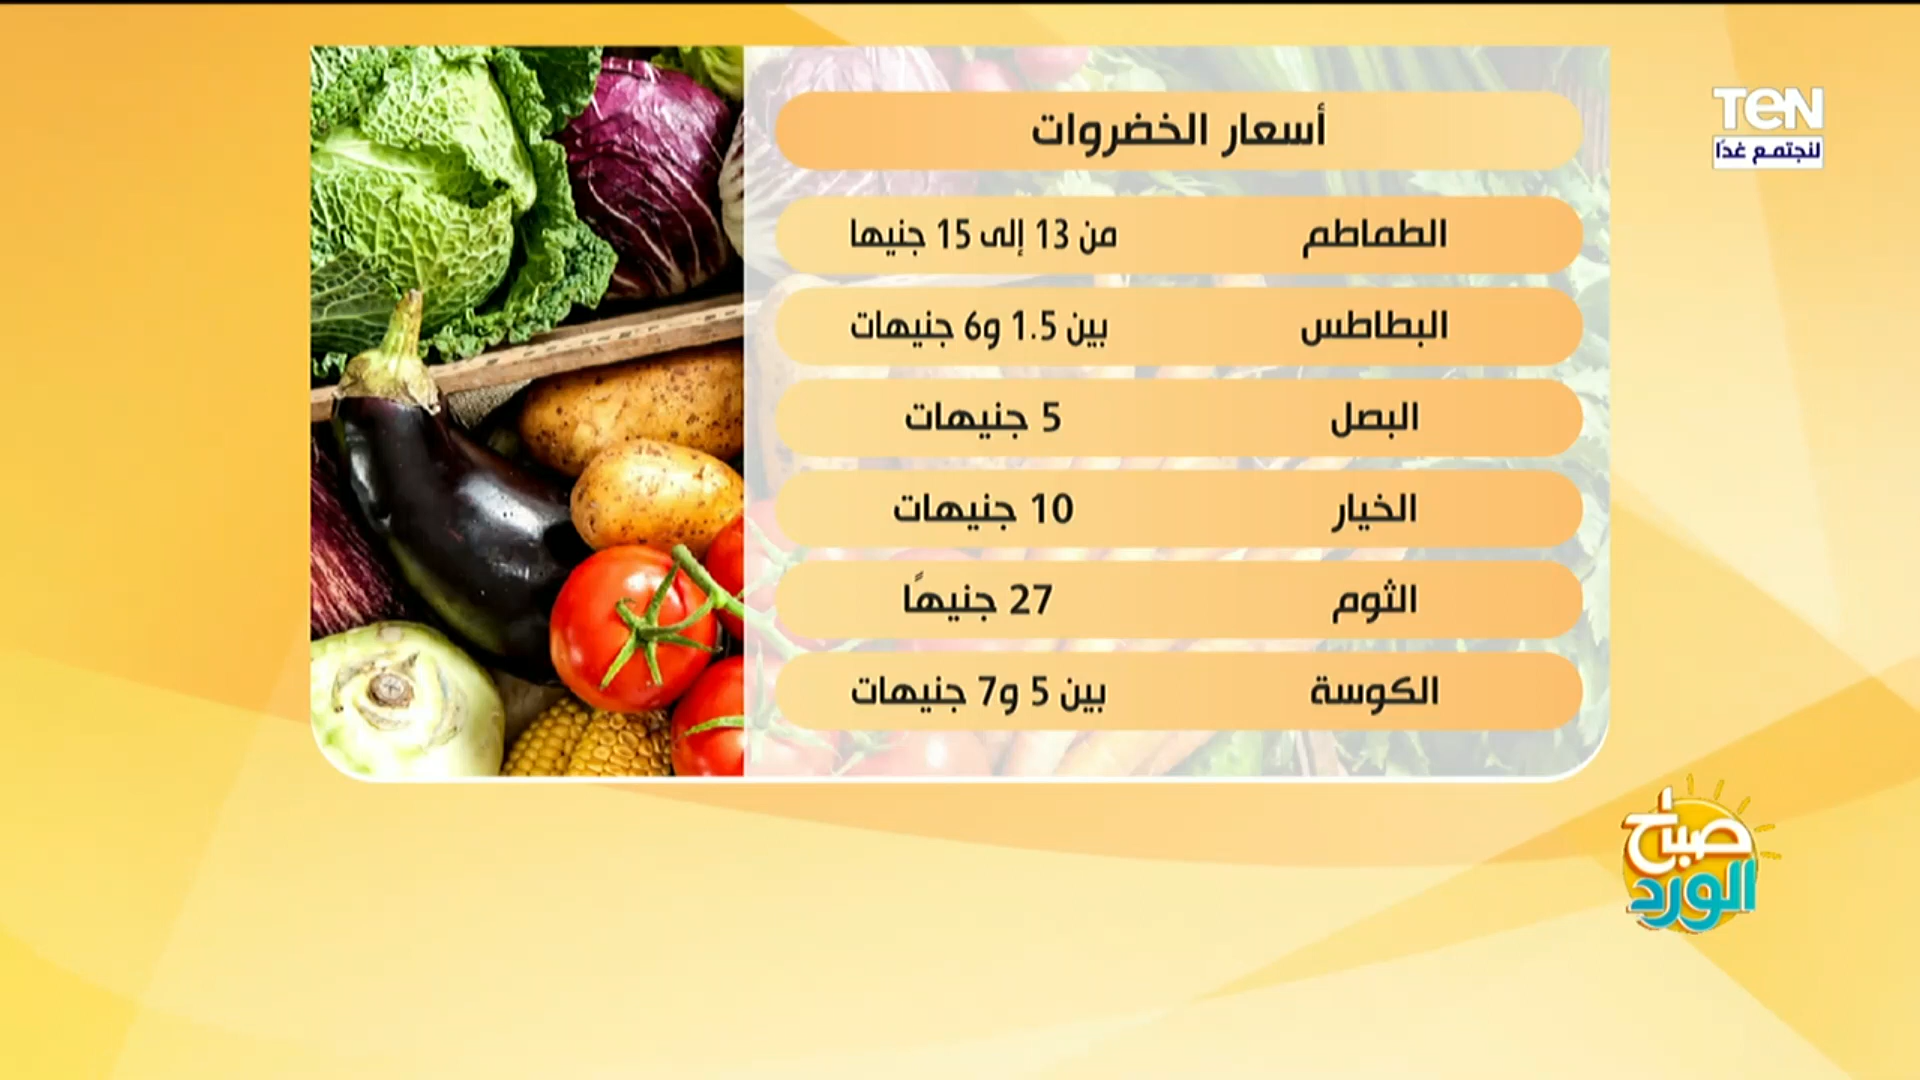 TEN
لنجتمع غدًا
أسعار الخضروات
الطماطم من 13 إلى 15 جنيها
البطاطس بين 1.5 و6 جنيهات
البصل 5 جنيهات
الخيار 10 جنيهات
الثوم 27 جنيهًا
الكوسة بين 5 و7 جنيهات
صباح
الورد